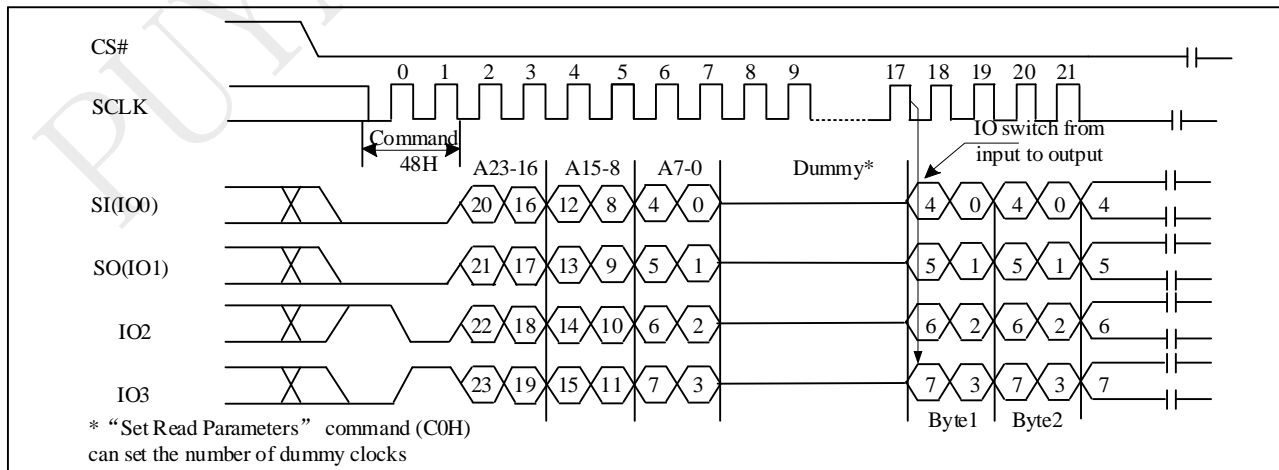 PUYA
CS#
0 1 2 3 4 5 6 7 8 9 17 18 19 20 21
SCLK
Command
48H
IO switch from
input to output
A23-16 A15-8 A7-0 Dummy*
SI(IO0) 20 16 12 8 4 0 4 0 4 0 4
SO(IO1) 21 17 13 9 5 1 5 1 5 1 5
IO2 22 18 14 10 6 2 6 2 6 2 6
IO3 23 19 15 11 7 3 7 3 7 3 7
Byte1 Byte2
* “Set Read Parameters” command (C0H)
can set the number of dummy clocks